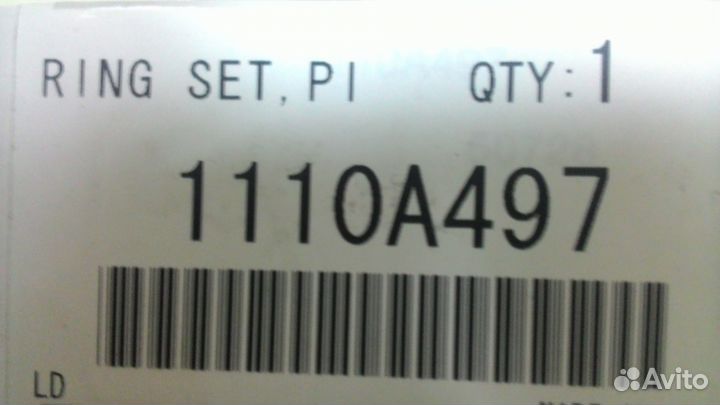 RING SET, PI QTY: 1
1110A497
LD
Avito